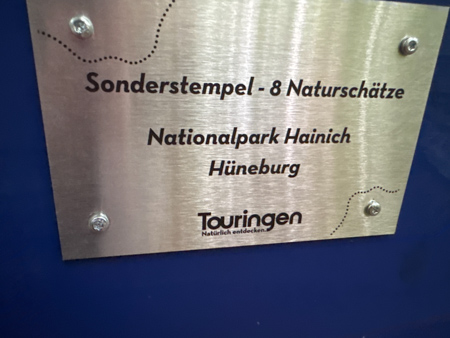 Sonderstempel - 8 Naturschätze
Nationalpark Hainich
Hüneburg
Touringen
Natürlich entdecken.